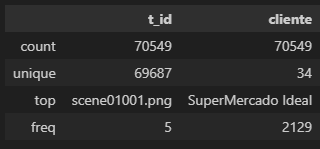 t_id cliente
count 70549 70549
unique 69687 34
top scene01001.png SuperMercado Ideal
freq 5 2129